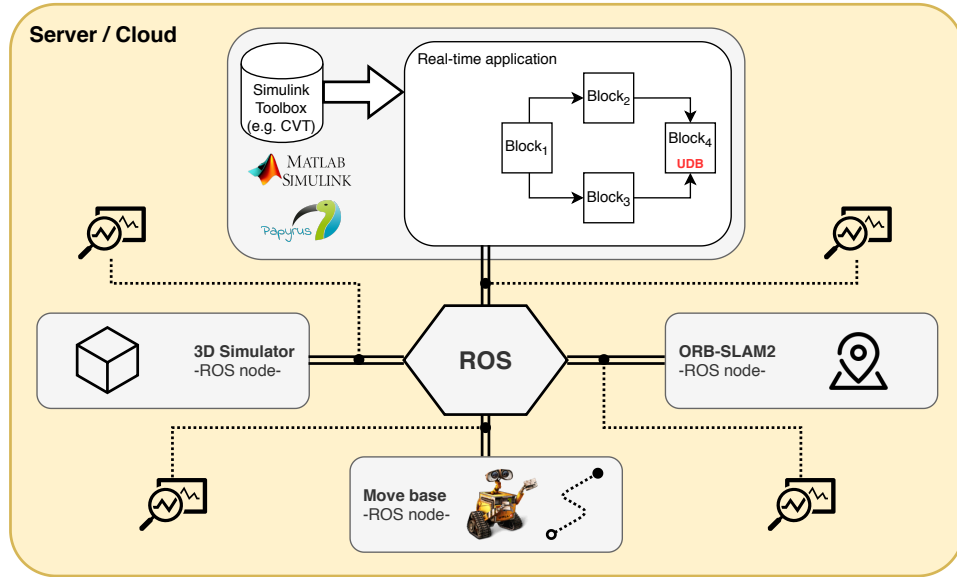 Server / Cloud
Simulink
Toolbox
(e.g. CVT)
Real-time application
Block1
Block2
Block3
Block4
UDB
MATLAB
SIMULINK
Papyrus
3D Simulator
-ROS node-
ROS
ORB-SLAM2
-ROS node-
Move base
-ROS node-